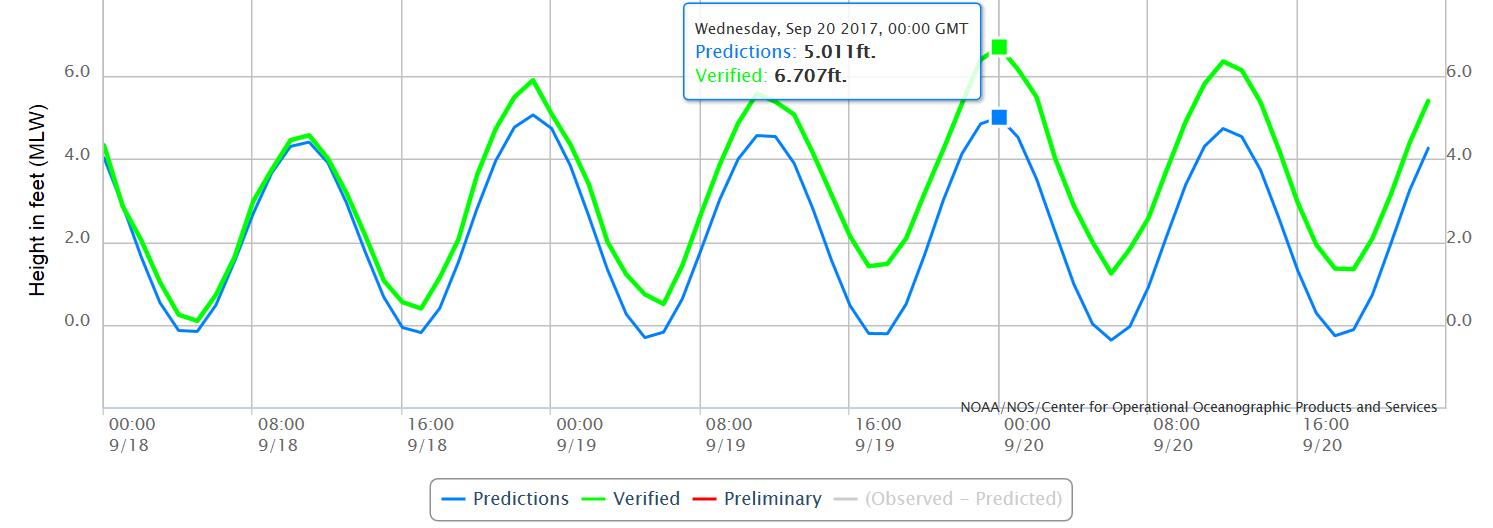 Wednesday, Sep 20 2017, 00:00 GMT
Predictions: 5.011ft.
Verified: 6.707ft.
Height in feet (MLW)
6.0 6.0
4.0 4.0
2.0 2.0
0.0 0.0
NOAA/NOS/Center for Operational Oceanographic Products and Services
00:00 08:00 16:00 00:00 08:00 16:00 00:00 08:00 16:00
9/18 9/18 9/18 9/19 9/19 9/19 9/20 9/20 9/20
Predictions Verified Preliminary (Observed - Predicted)